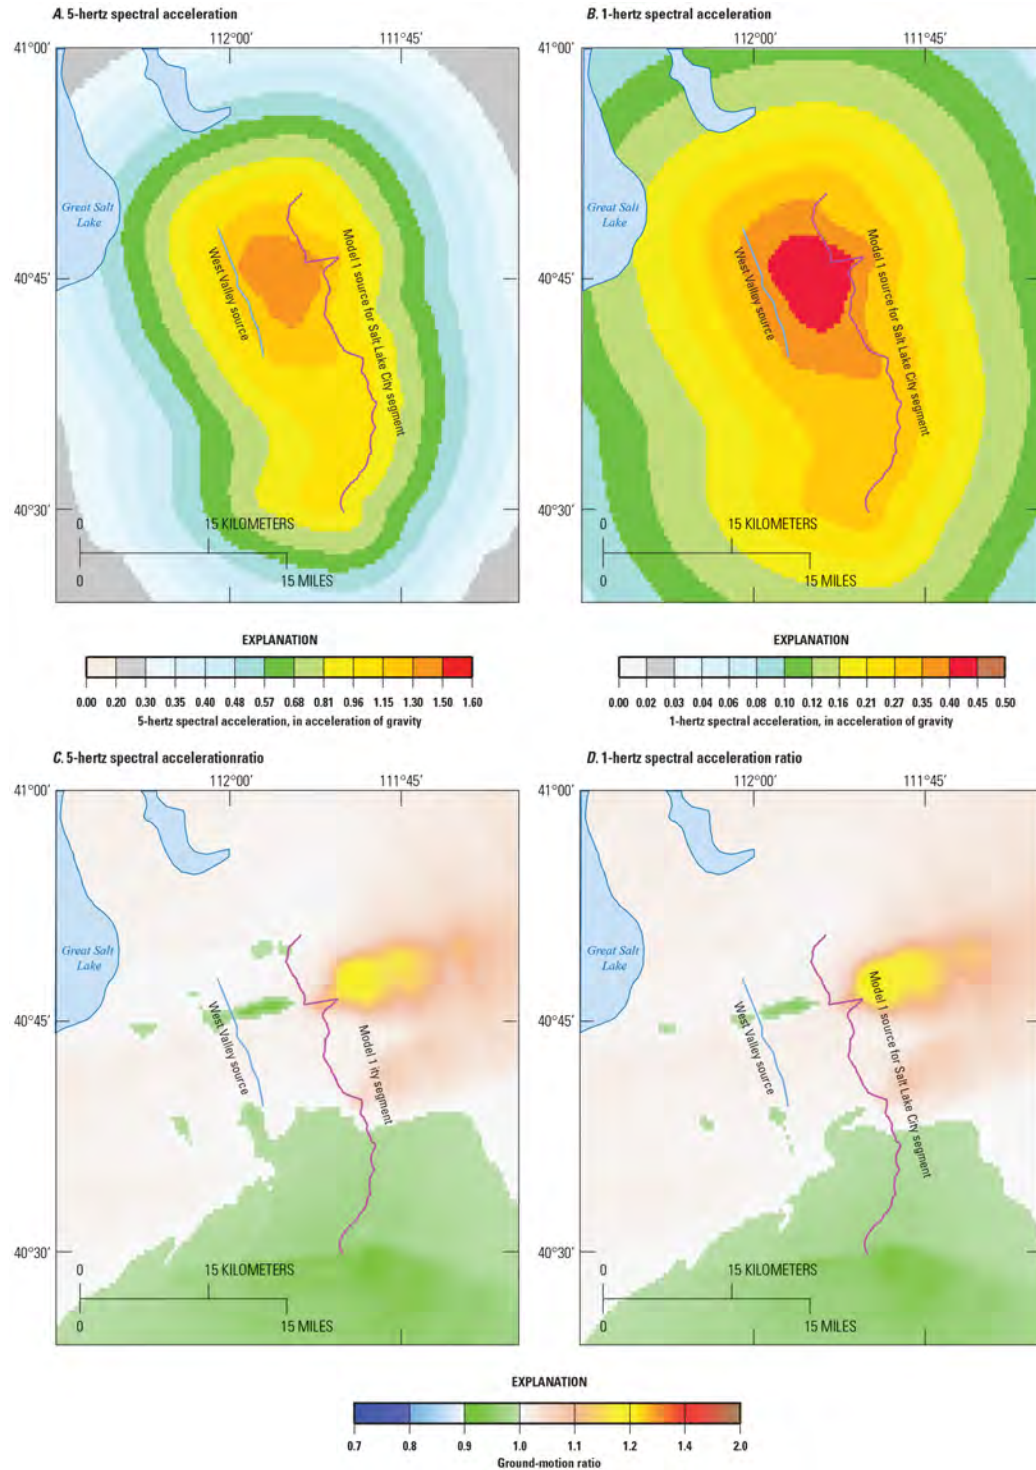 A. 5-hertz spectral acceleration
B. 1-hertz spectral acceleration
112°00′
111°45′
112°00′
111°45′
41°00′
41°00′
Great Salt
Lake
Great Salt
Lake
West Valley source
Model 1 source for Salt Lake City
segment
West Valley source
Model 1 source for Salt Lake City
segment
40°45′
40°45′
40°30′
40°30′
0
15 KILOMETERS
0
15 MILES
0
15 KILOMETERS
0
15 MILES
EXPLANATION
0.00 0.20 0.30 0.35 0.40 0.48 0.57 0.68 0.81 0.96 1.15 1.30 1.50 1.60
5-hertz spectral acceleration, in acceleration of gravity
EXPLANATION
0.00 0.02 0.03 0.04 0.06 0.08 0.10 0.12 0.16 0.21 0.27 0.35 0.40 0.45 0.50
1-hertz spectral acceleration, in acceleration of gravity
C. 5-hertz spectral accelerationratio
D. 1-hertz spectral acceleration ratio
112°00′
111°45′
112°00′
111°45′
41°00′
41°00′
Great Salt
Lake
Great Salt
Lake
West Valley source
Model 1 ity segment
West Valley source
Model 1 source for Salt Lake City
segment
40°45′
40°45′
40°30′
40°30′
0
15 KILOMETERS
0
15 MILES
0
15 KILOMETERS
0
15 MILES
EXPLANATION
0.7 0.8 0.9 1.0 1.1 1.2 1.4 2.0
Ground-motion ratio